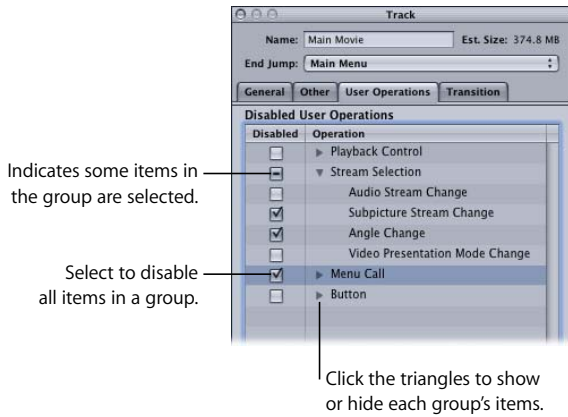 Track
Name: Main Movie Est. Size: 374.8 MB
End Jump: Main Menu
General Other User Operations Transition
Disabled User Operations
Disabled Operation
Playback Control
Indicates some items in
the group are selected.
Stream Selection
Audio Stream Change
Subpicture Stream Change
Angle Change
Video Presentation Mode Change
Select to disable
all items in a group.
Menu Call
Button
Click the triangles to show
or hide each group's items.